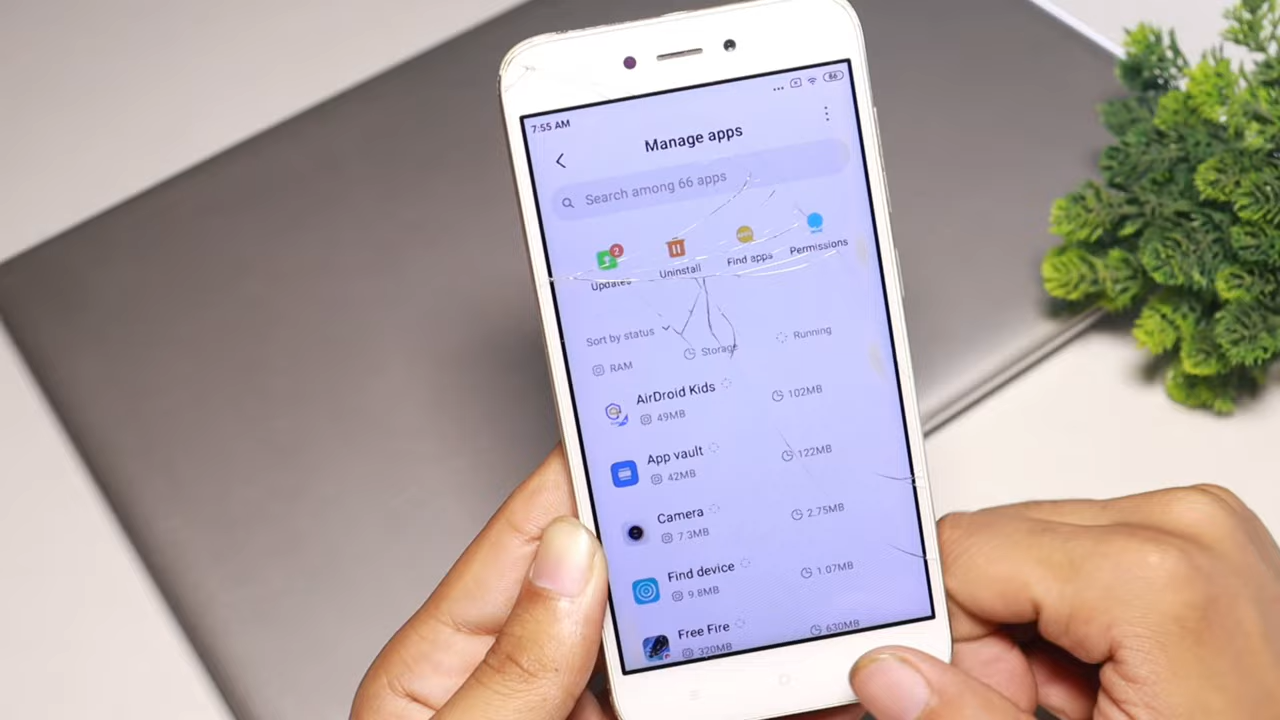 7:55 AM
66
Manage apps
Search among 66 apps
2
Updates
Uninstall
Find apps
Permissions
Sort by status
RAM
Storage
Running
AirDroid Kids
49MB
102MB
App vault
42MB
122MB
Camera
7.3MB
2.75MB
Find device
9.8MB
1.07MB
Free Fire
320MB
630MB